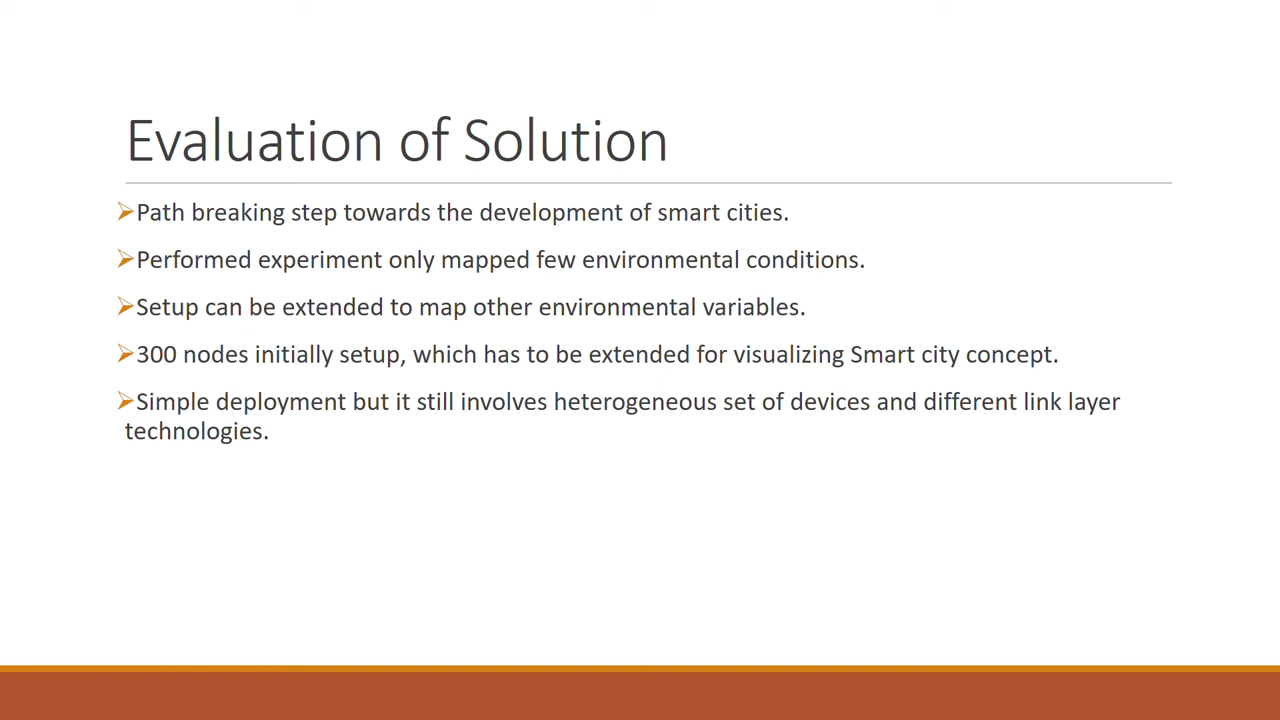 Evaluation of Solution
Path breaking step towards the development of smart cities.
Performed experiment only mapped few environmental conditions.
Setup can be extended to map other environmental variables.
300 nodes initially setup, which has to be extended for visualizing Smart city concept.
Simple deployment but it still involves heterogeneous set of devices and different link layer
technologies.